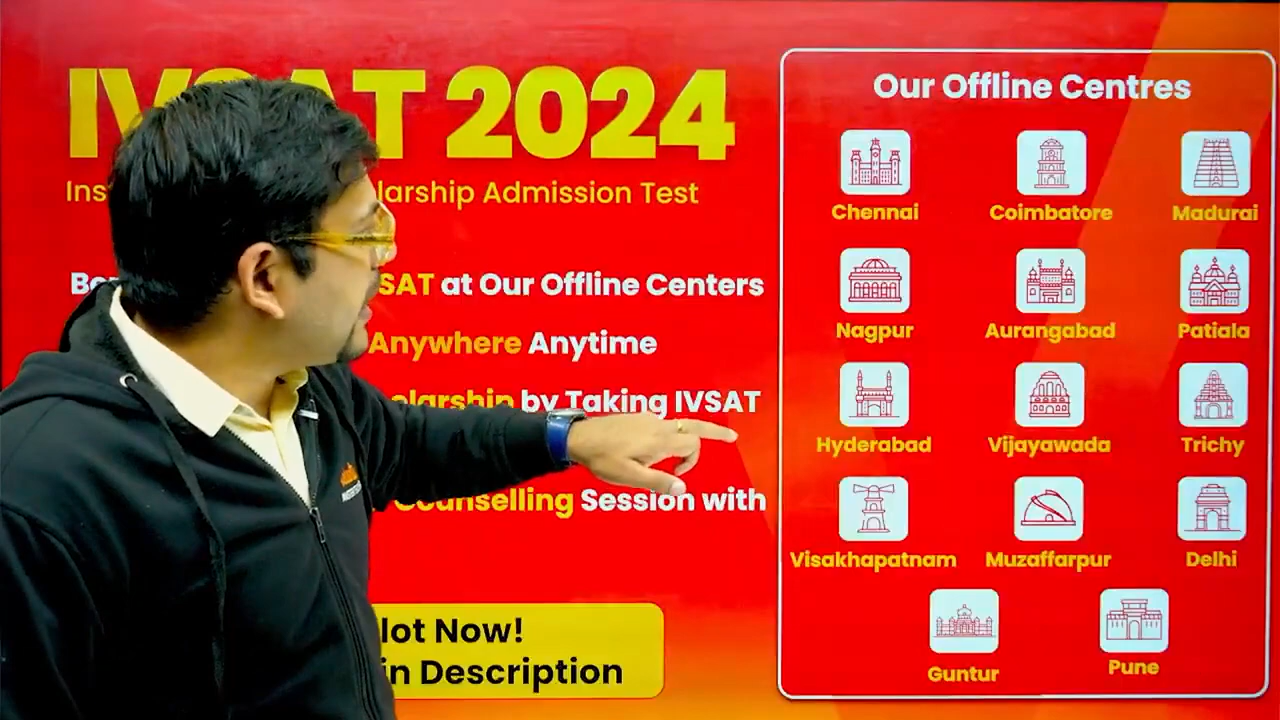 IVSAT 2024
larship Admission Test
SAT at Our Offline Centers
Anywhere Anytime
by Taking IVSAT
Counselling Session with
lot Now!
in Description
Our Offline Centres
Chennai
Coimbatore
Madurai
Nagpur
Aurangabad
Patiala
Hyderabad
Vijayawada
Trichy
Visakhapatnam
Muzaffarpur
Delhi
Guntur
Pune